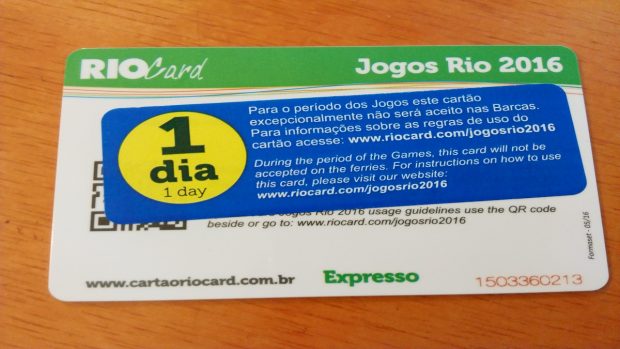 RIOCard
Jogos Rio 2016
1
dia
1 day
Para o período dos Jogos este cartão
excepcionalmente não será aceito nas Barcas.
Para informações sobre as regras de uso do
cartão acesse: www.riocard.com/jogosrio2016
During the period of the Games, this card will not be
accepted on the ferries. For instructions on how to use
this card, please visit our website:
www.riocard.com/jogosrio2016
Jogos Rio 2016 usage guidelines use the QR code
beside or go to: www.riocard.com/jogosrio2016
www.cartaoriocard.com.br
Expresso
1503360213
Formaset - 05/16